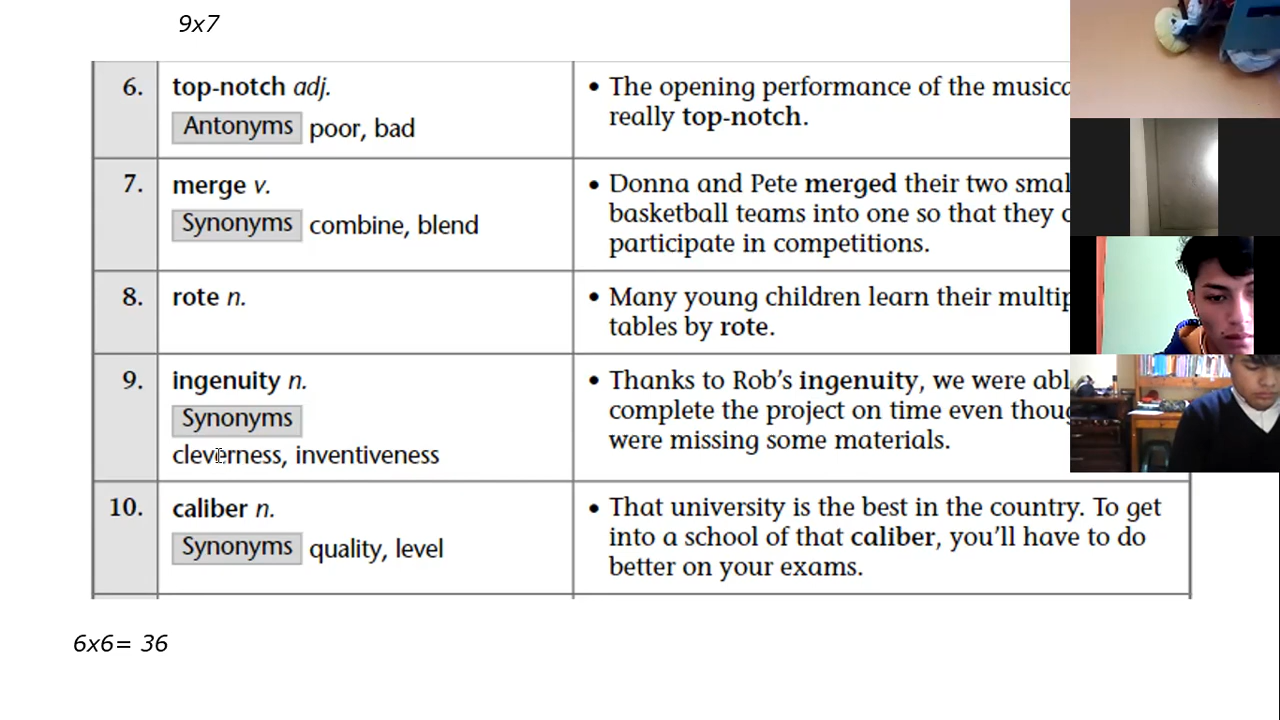 9x7
6. top-notch adj.
Antonyms poor, bad
• The opening performance of the
really top-notch.
7. merge v.
Synonyms combine, blend
• Donna and Pete merged their two
basketball teams into one so that they
participate in competitions.
8. rote n.
• Many young children learn their
tables by rote.
9. ingenuity n.
Synonyms
cleverness, inventiveness
• Thanks to Rob's ingenuity, we were
complete the project on time even
were missing some materials.
10. caliber n.
Synonyms quality, level
• That university is the best in the country. To get
into a school of that caliber, you'll have to do
better on your exams.
6x6= 36